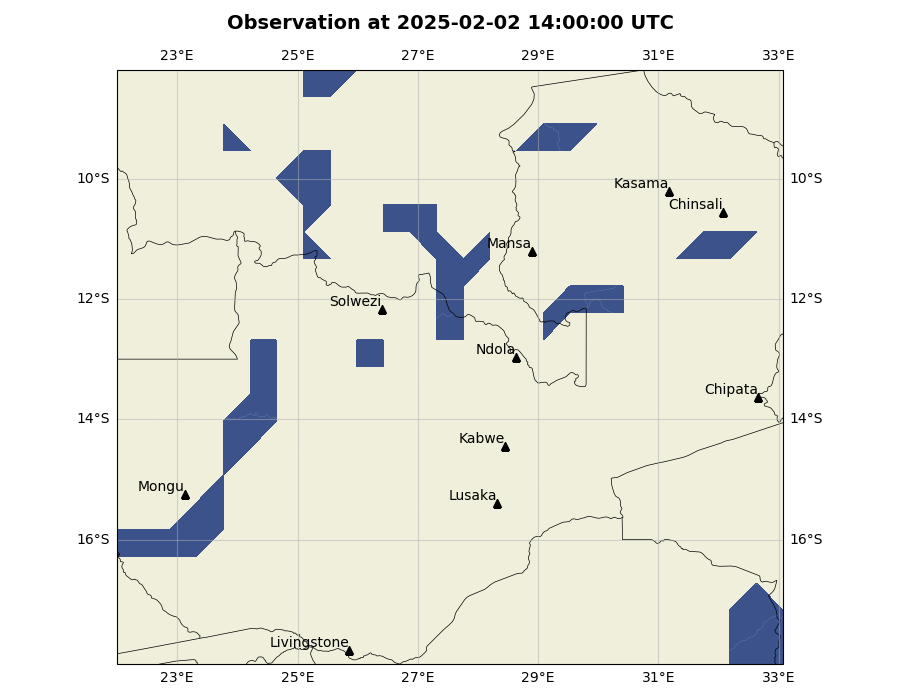 Observation at 2025-02-02 14:00:00 UTC
23°E 25°E 27°E 29°E 31°E 33°E
10°S 10°S
Kasama
Chinsali
Mansa
12°S 12°S
Solwezi
Ndola
Chipata
14°S 14°S
Kabwe
Mongu
Lusaka
16°S 16°S
Livingstone
23°E 25°E 27°E 29°E 31°E 33°E